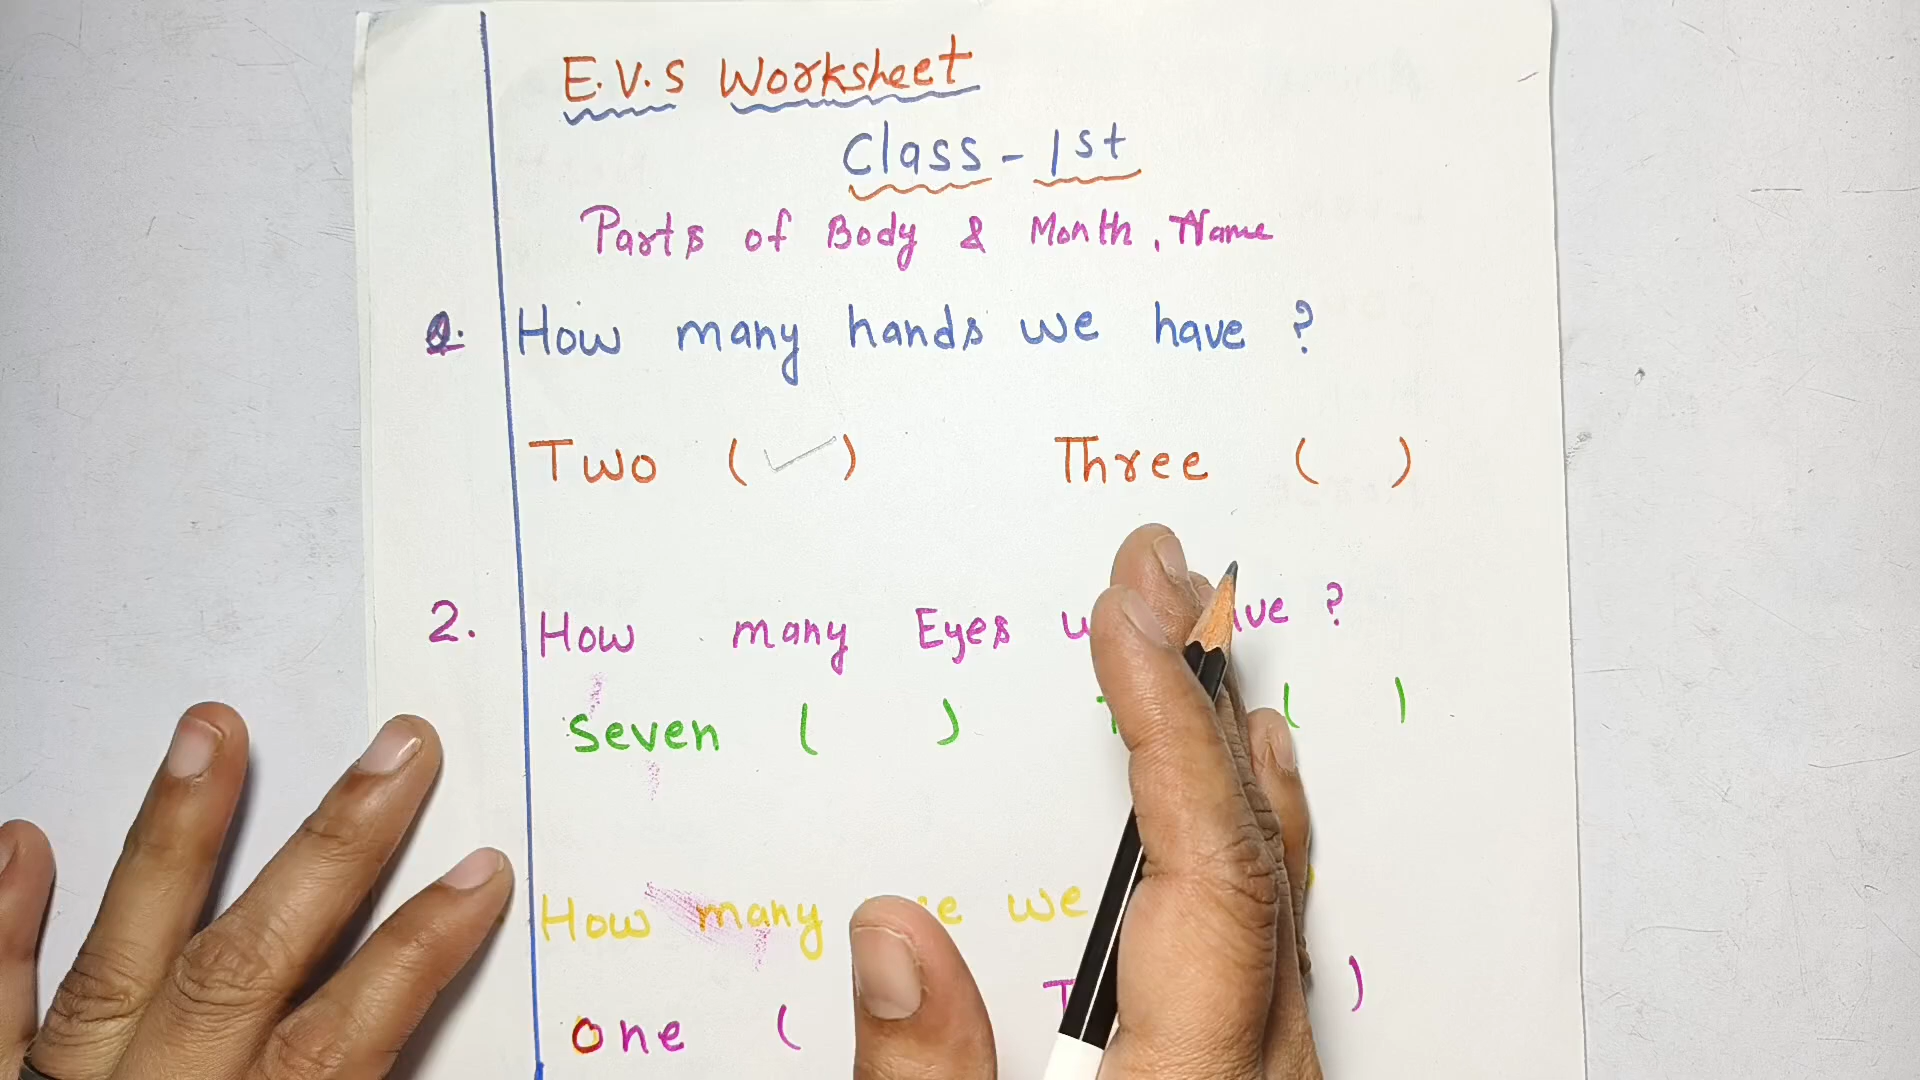 E.V.S Worksheet
Class - 1st
Parts of Body & Month, Name
Q. How many hands we have ?
Two ( ✓ ) Three ( )
2. How many Eyes ?
Seven ( ) ( )
How many we
One (  )